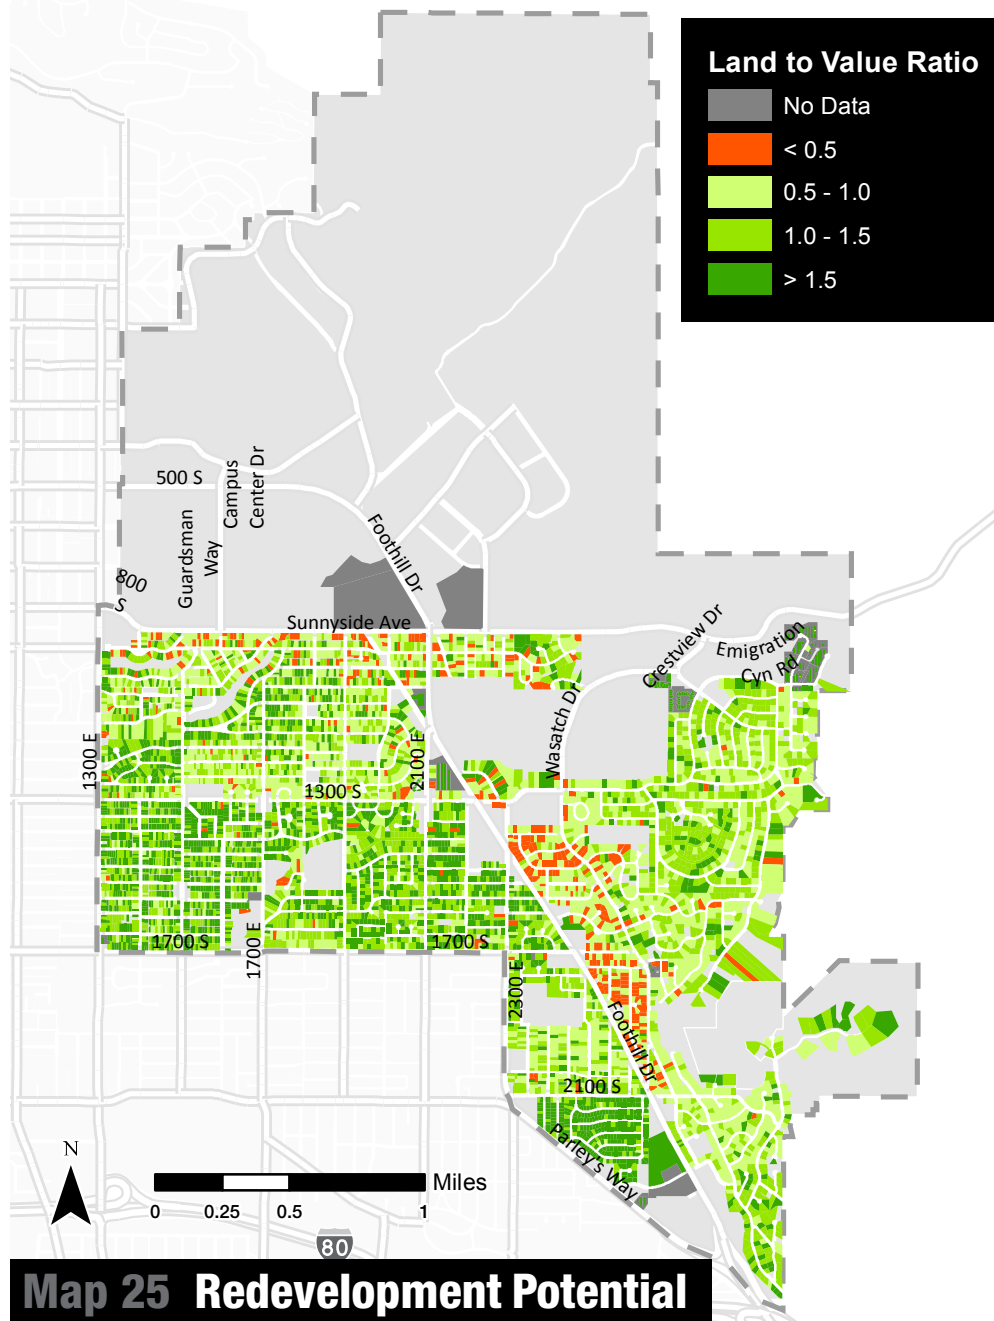 Land to Value Ratio
No Data
< 0.5
0.5 - 1.0
1.0 - 1.5
> 1.5
500 S
Campus
Center Dr
Guardsman
Way
Foothill Dr
800
S
Sunnyside Ave
Crestview Dr
Emigration
Cyn Rd
Wasatch Dr
1300 E
2100 E
1300 S
1700 S
1700 E
1700 S
2300 E
Foothill Dr
2100 S
Parley's Way
N
Miles
0 0.25 0.5 1
80
Map 25 Redevelopment Potential